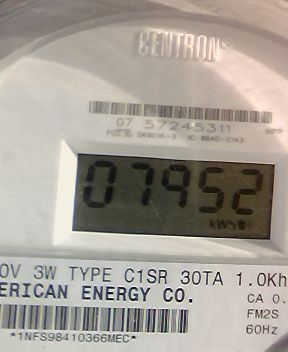 CENTRON®
07 57245311
07952
kWh
0V 3W TYPE C1SR 30TA 1.0Kh
ERICAN ENERGY CO.
CA 0.
FM2S
60Hz
*1NFS98410366MEC*